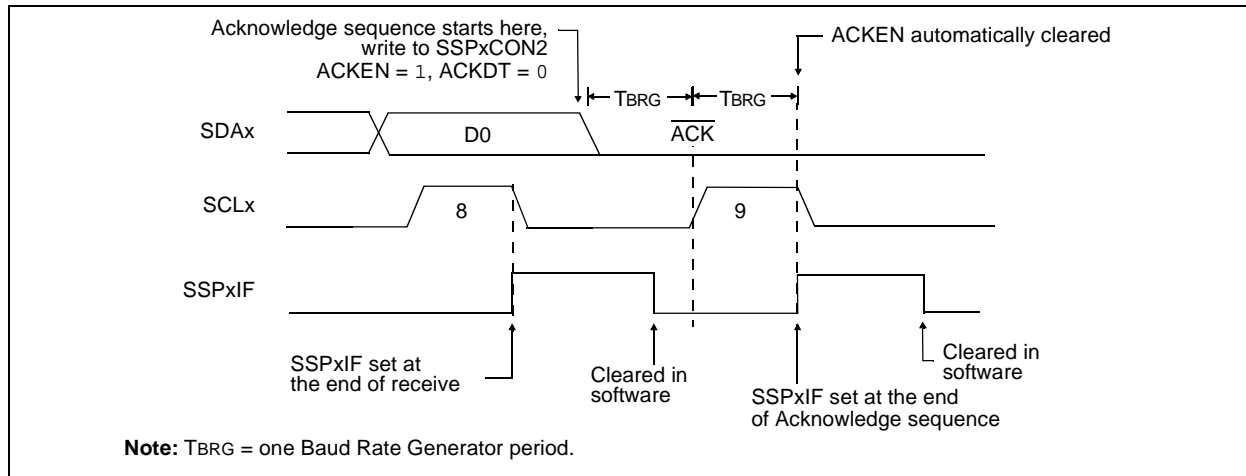 Acknowledge sequence starts here,
write to SSPxCON2
ACKEN = 1, ACKDT = 0
ACKEN automatically cleared
TBRG
TBRG
SDAx
D0
ACK
SCLx
8
9
SSPxIF
SSPxIF set at
the end of receive
Cleared in
software
SSPxIF set at the end
of Acknowledge sequence
Cleared in
software
Note: TBRG = one Baud Rate Generator period.